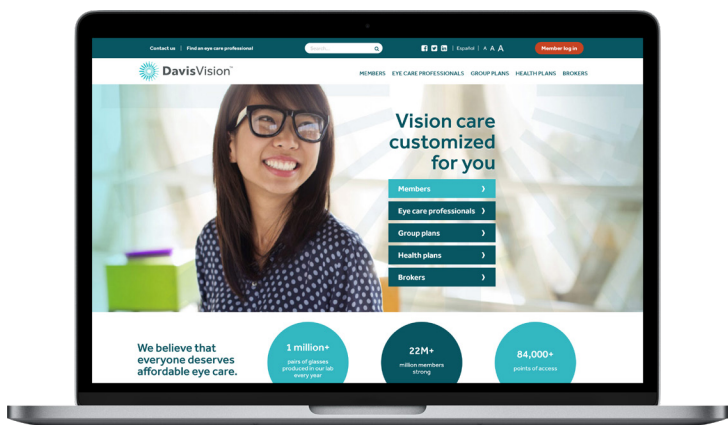 Contact us | Find an eye care professional
Search...
Español | A A A
Member log in
DavisVision™
MEMBERS EYE CARE PROFESSIONALS GROUP PLANS HEALTH PLANS BROKERS
Vision care
customized
for you
Members
Eye care professionals
Group plans
Health plans
Brokers
We believe that
everyone deserves
affordable eye care.
1 million+
pairs of glasses
produced in our lab
every year
22M+
million members
strong
84,000+
points of access